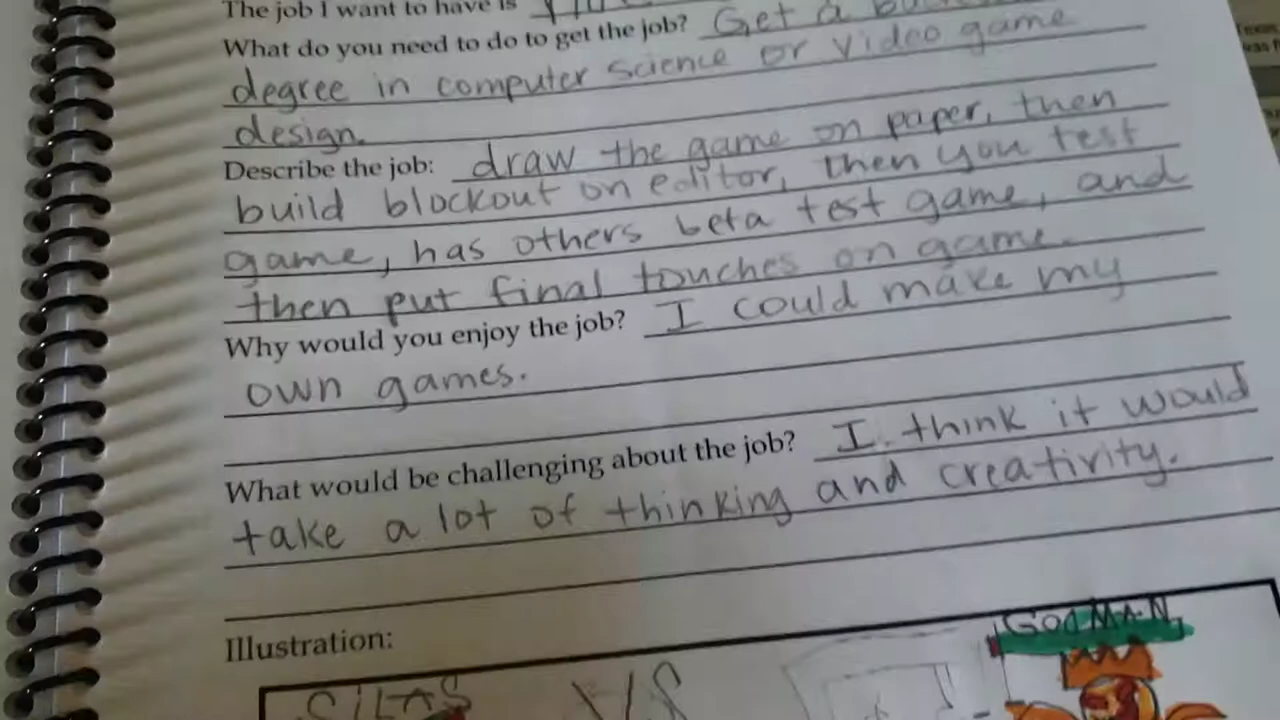 The job I want to have is
What do you need to do to get the job? Get a
degree in computer science or video game
design.
Describe the job: draw the game on paper, then
build blockout on editor, then you test
game, has others beta test game, and
then put final touches on game.
Why would you enjoy the job? I could make my
own games.
What would be challenging about the job? I think it would
take a lot of thinking and creativity.
Illustration:
SILAS VS GODMAN